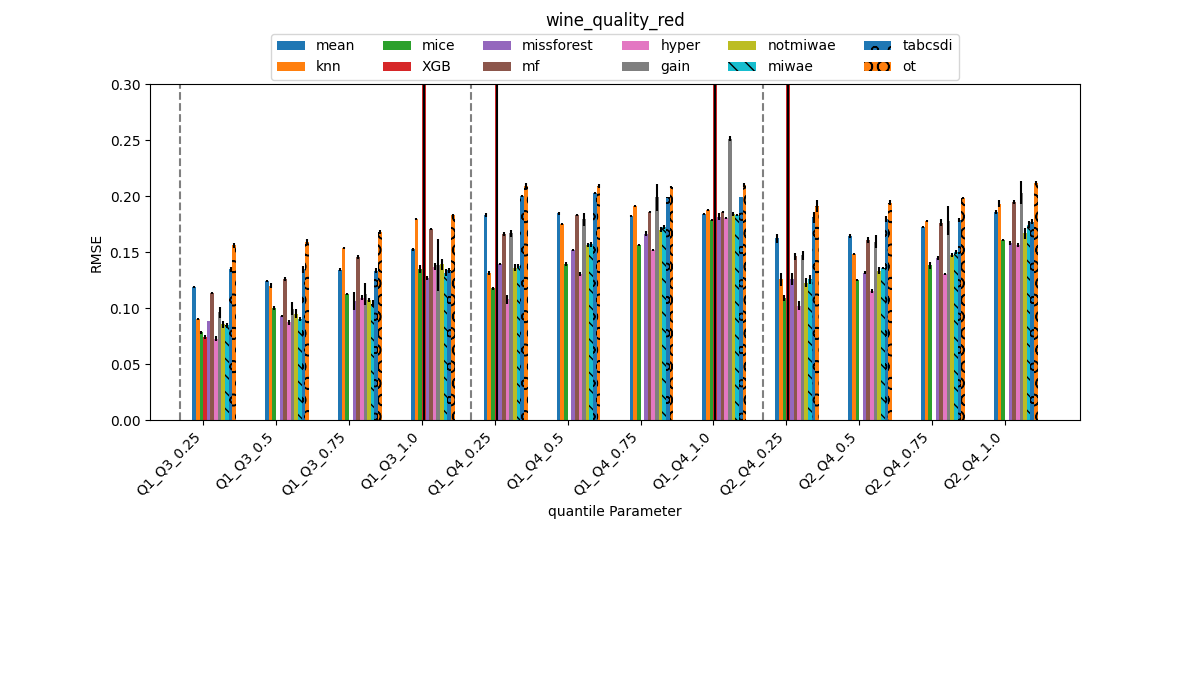 wine_quality_red
mean mice missforest hyper notmiwae tabcsdi
knn XGB mf gain miwae ot
0.30
0.25
0.20
0.15
0.10
0.05
0.00
RMSE
Q1_Q3_0.25
Q1_Q3_0.5
Q1_Q3_0.75
Q1_Q3_1.0
Q1_Q4_0.25
Q1_Q4_0.5
Q1_Q4_0.75
Q1_Q4_1.0
Q2_Q4_0.25
Q2_Q4_0.5
Q2_Q4_0.75
Q2_Q4_1.0
quantile Parameter